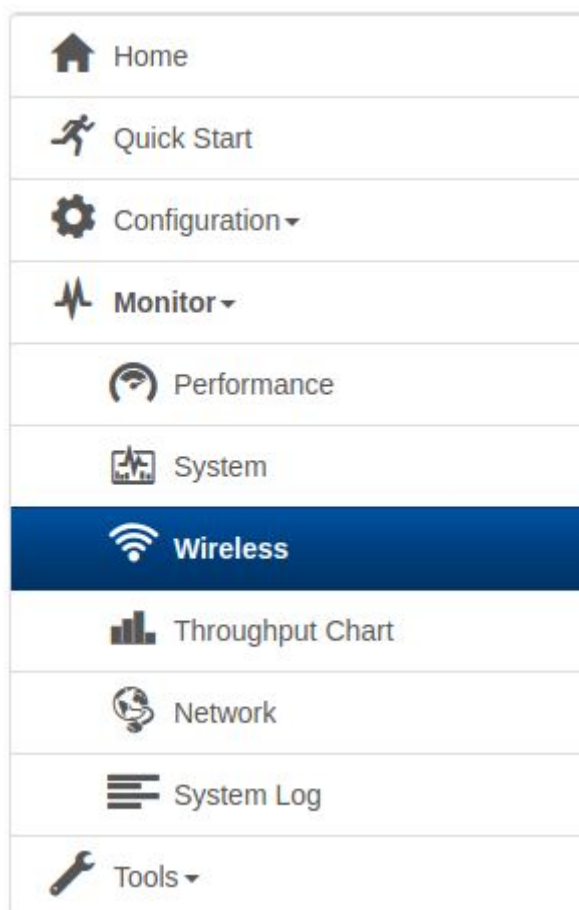 Home
Quick Start
Configuration
Monitor
Performance
System
Wireless
Throughput Chart
Network
System Log
Tools